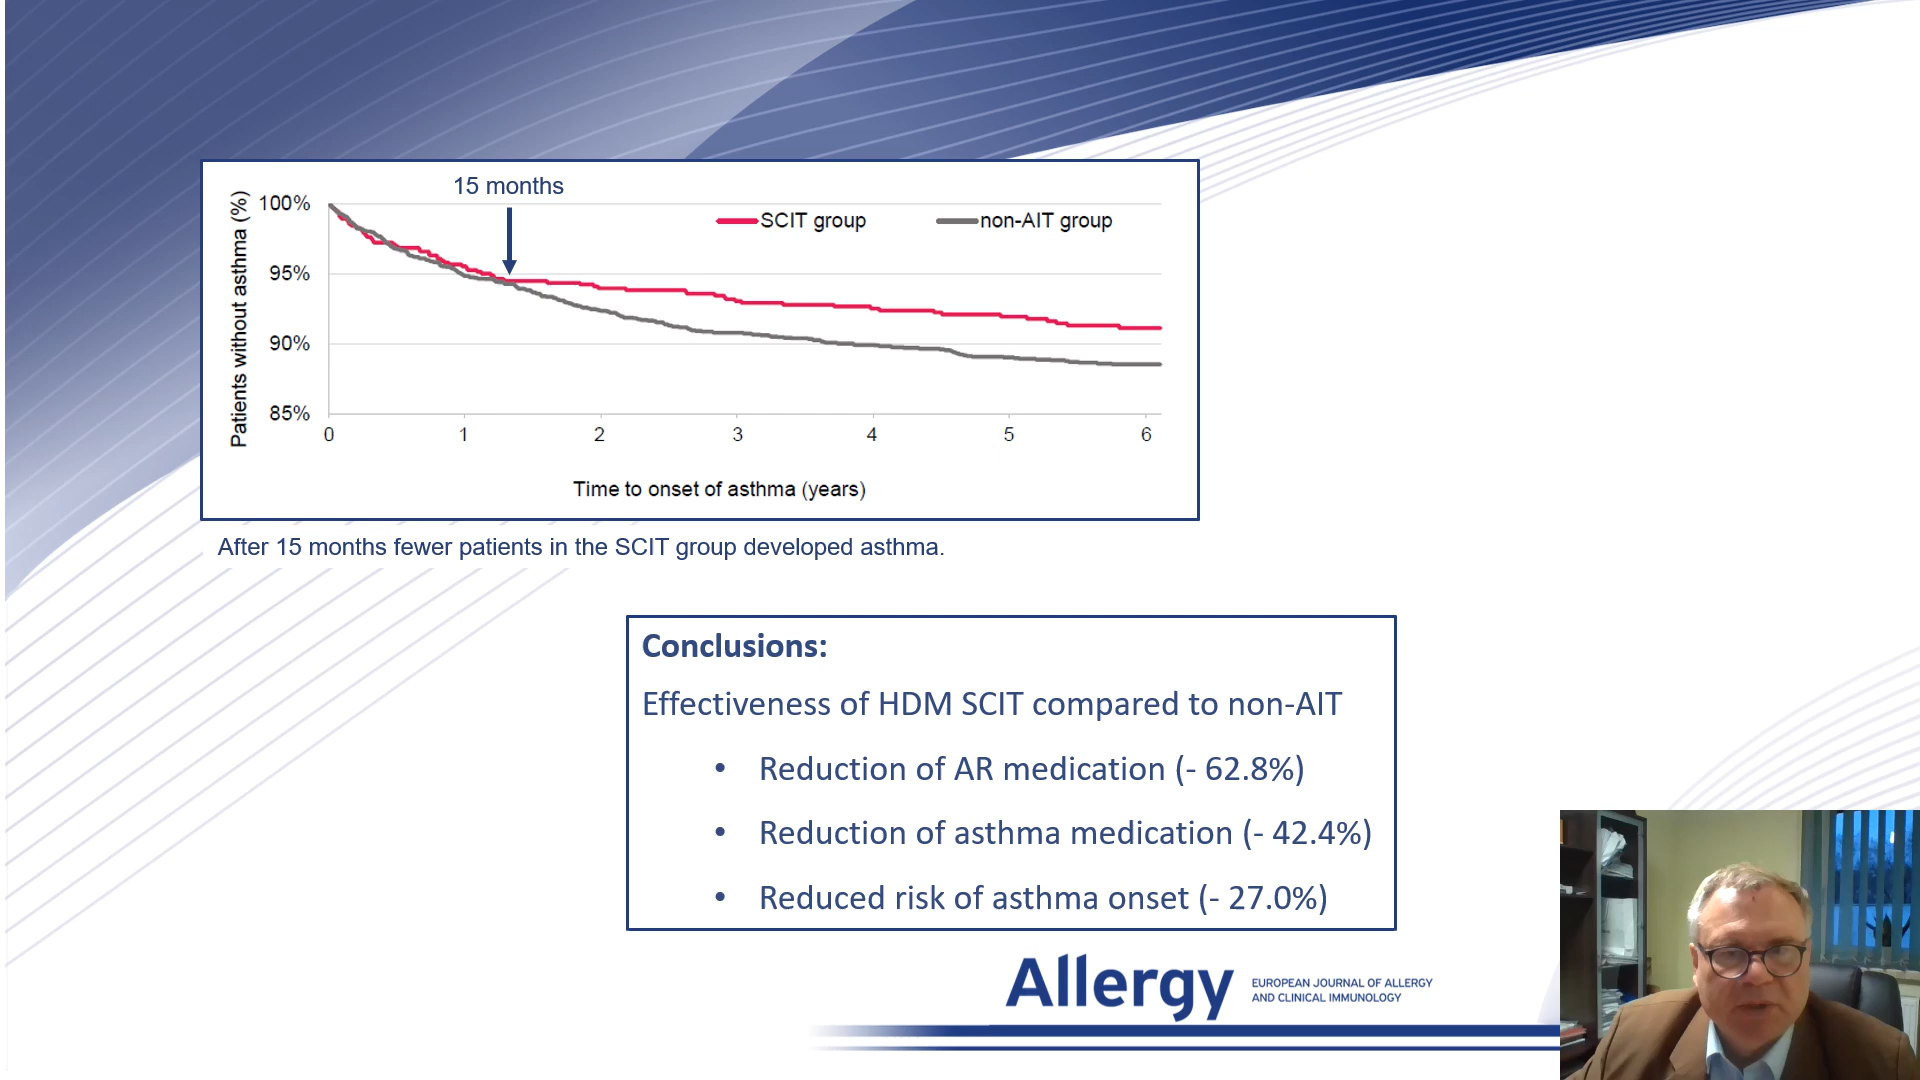 15 months
100%
95%
90%
85%
Patients without asthma (%)
SCIT group
non-AIT group
0 1 2 3 4 5 6
Time to onset of asthma (years)
After 15 months fewer patients in the SCIT group developed asthma.
Conclusions:
Effectiveness of HDM SCIT compared to non-AIT
• Reduction of AR medication (- 62.8%)
• Reduction of asthma medication (- 42.4%)
• Reduced risk of asthma onset (- 27.0%)
Allergy
EUROPEAN JOURNAL OF ALLERGY
AND CLINICAL IMMUNOLOGY